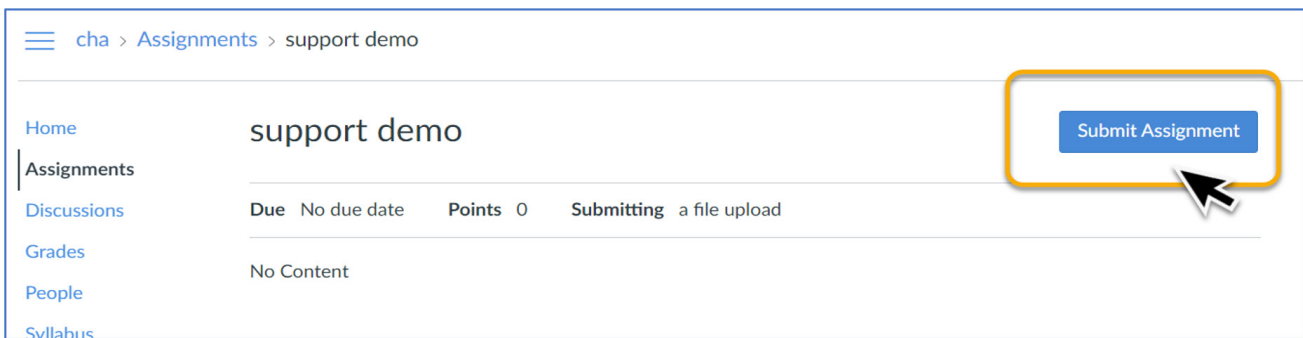 cha > Assignments > support demo
Home
Assignments
Discussions
Grades
People
Syllabus
support demo
Submit Assignment
Due No due date Points 0 Submitting a file upload
No Content